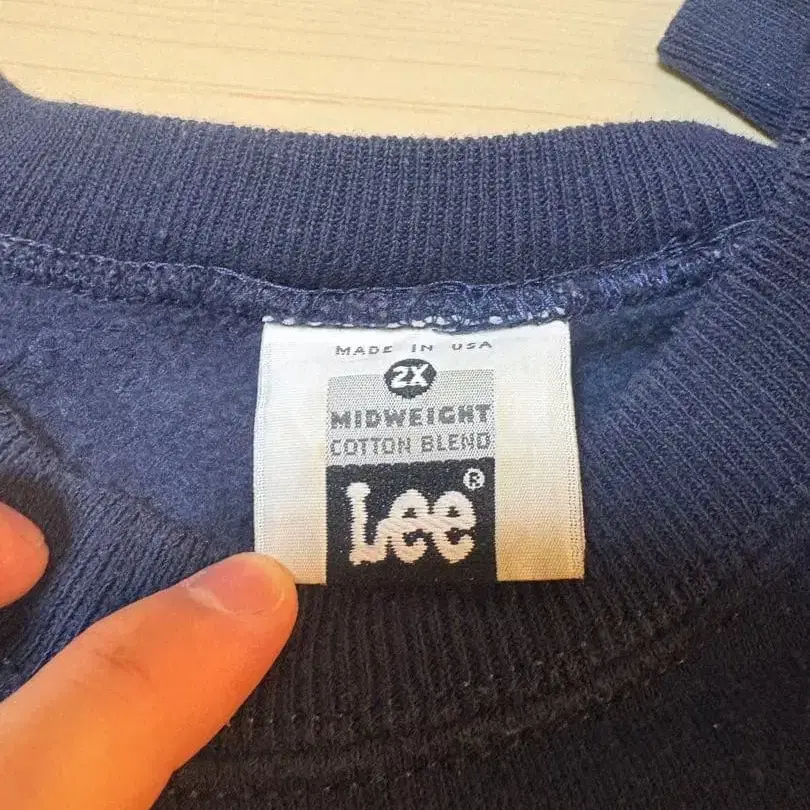 MADE IN USA
2X
MIDWEIGHT
COTTON BLEND
Lee®